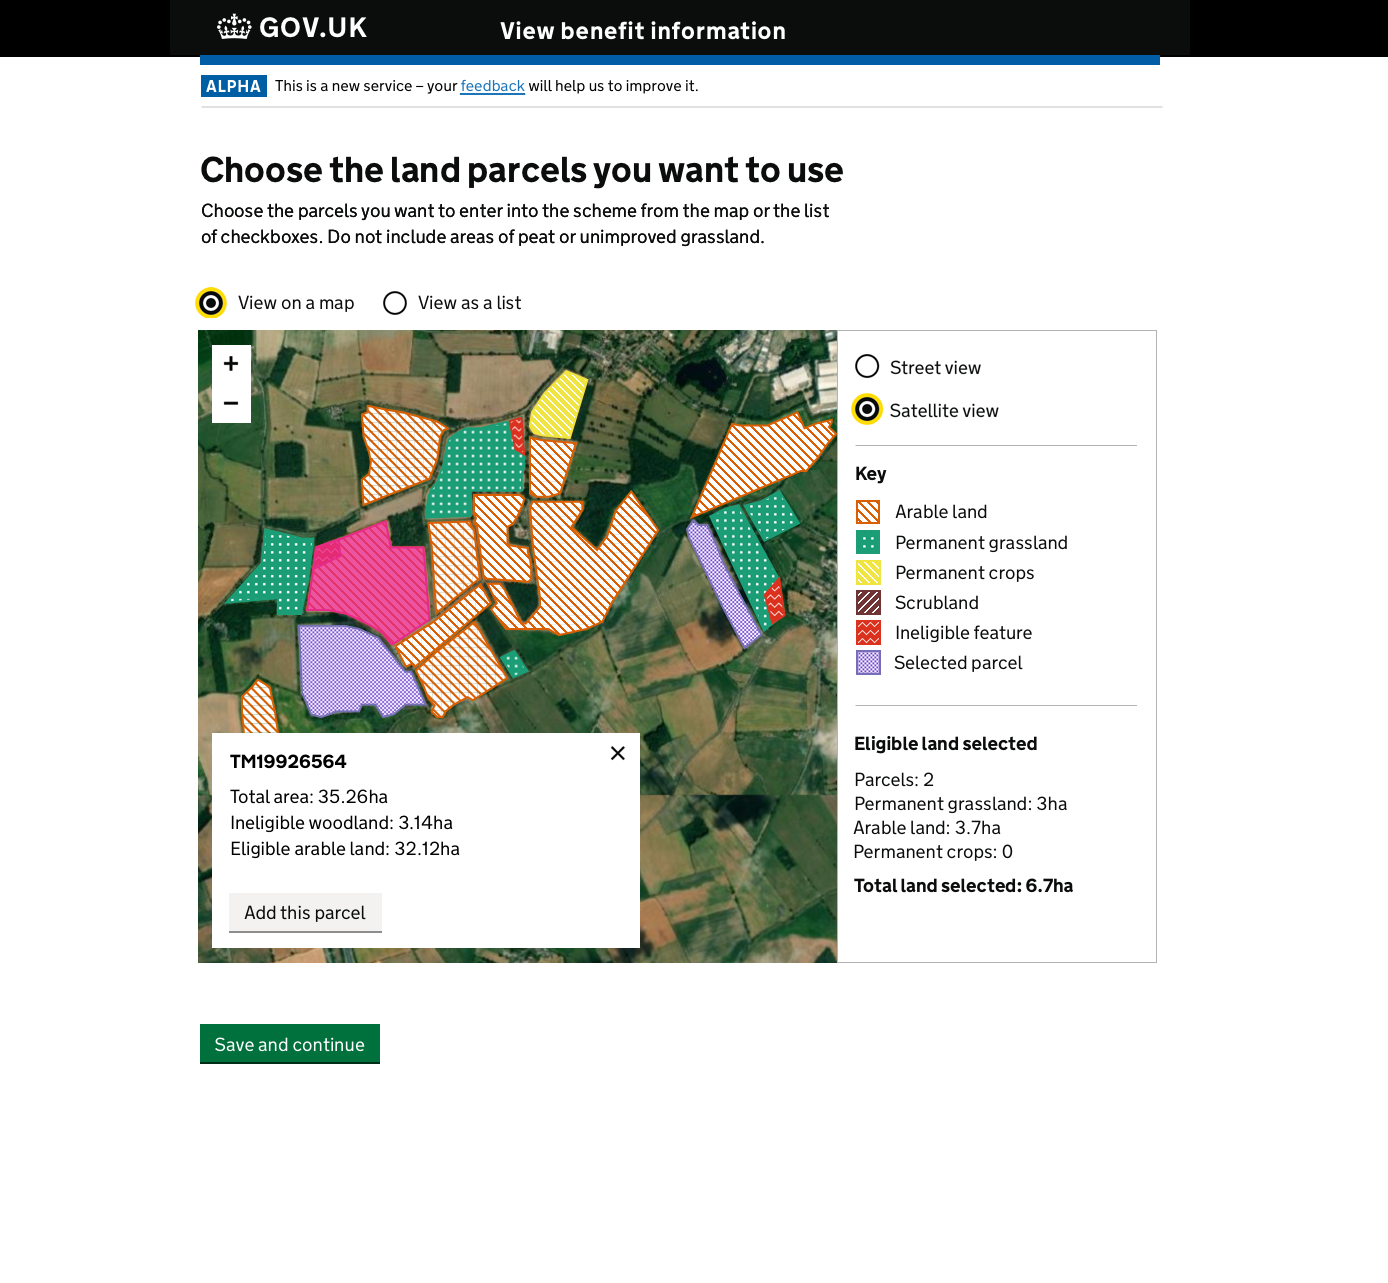 GOV.UK
View benefit information
ALPHA This is a new service – your feedback will help us to improve it.
Choose the land parcels you want to use
Choose the parcels you want to enter into the scheme from the map or the list
of checkboxes. Do not include areas of peat or unimproved grassland.
View on a map
View as a list
+
−
Street view
Satellite view
Key
Arable land
Permanent grassland
Permanent crops
Scrubland
Ineligible feature
Selected parcel
TM19926564
Total area: 35.26ha
Ineligible woodland: 3.14ha
Eligible arable land: 32.12ha
Add this parcel
Eligible land selected
Parcels: 2
Permanent grassland: 3ha
Arable land: 3.7ha
Permanent crops: 0
Total land selected: 6.7ha
Save and continue